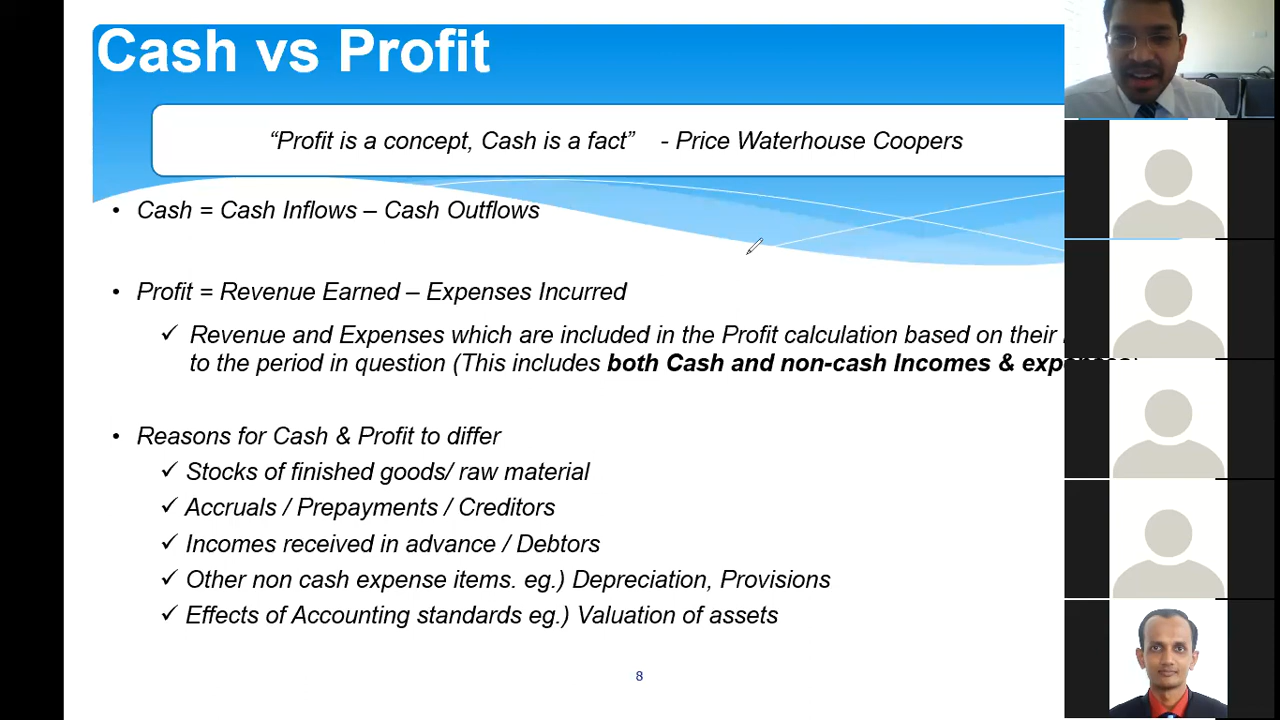 Cash vs Profit
“Profit is a concept, Cash is a fact” - Price Waterhouse Coopers
• Cash = Cash Inflows – Cash Outflows
• Profit = Revenue Earned – Expenses Incurred
✓ Revenue and Expenses which are included in the Profit calculation based on their
to the period in question (This includes both Cash and non-cash Incomes &
• Reasons for Cash & Profit to differ
✓ Stocks of finished goods/ raw material
✓ Accruals / Prepayments / Creditors
✓ Incomes received in advance / Debtors
✓ Other non cash expense items. eg.) Depreciation, Provisions
✓ Effects of Accounting standards eg.) Valuation of assets
8